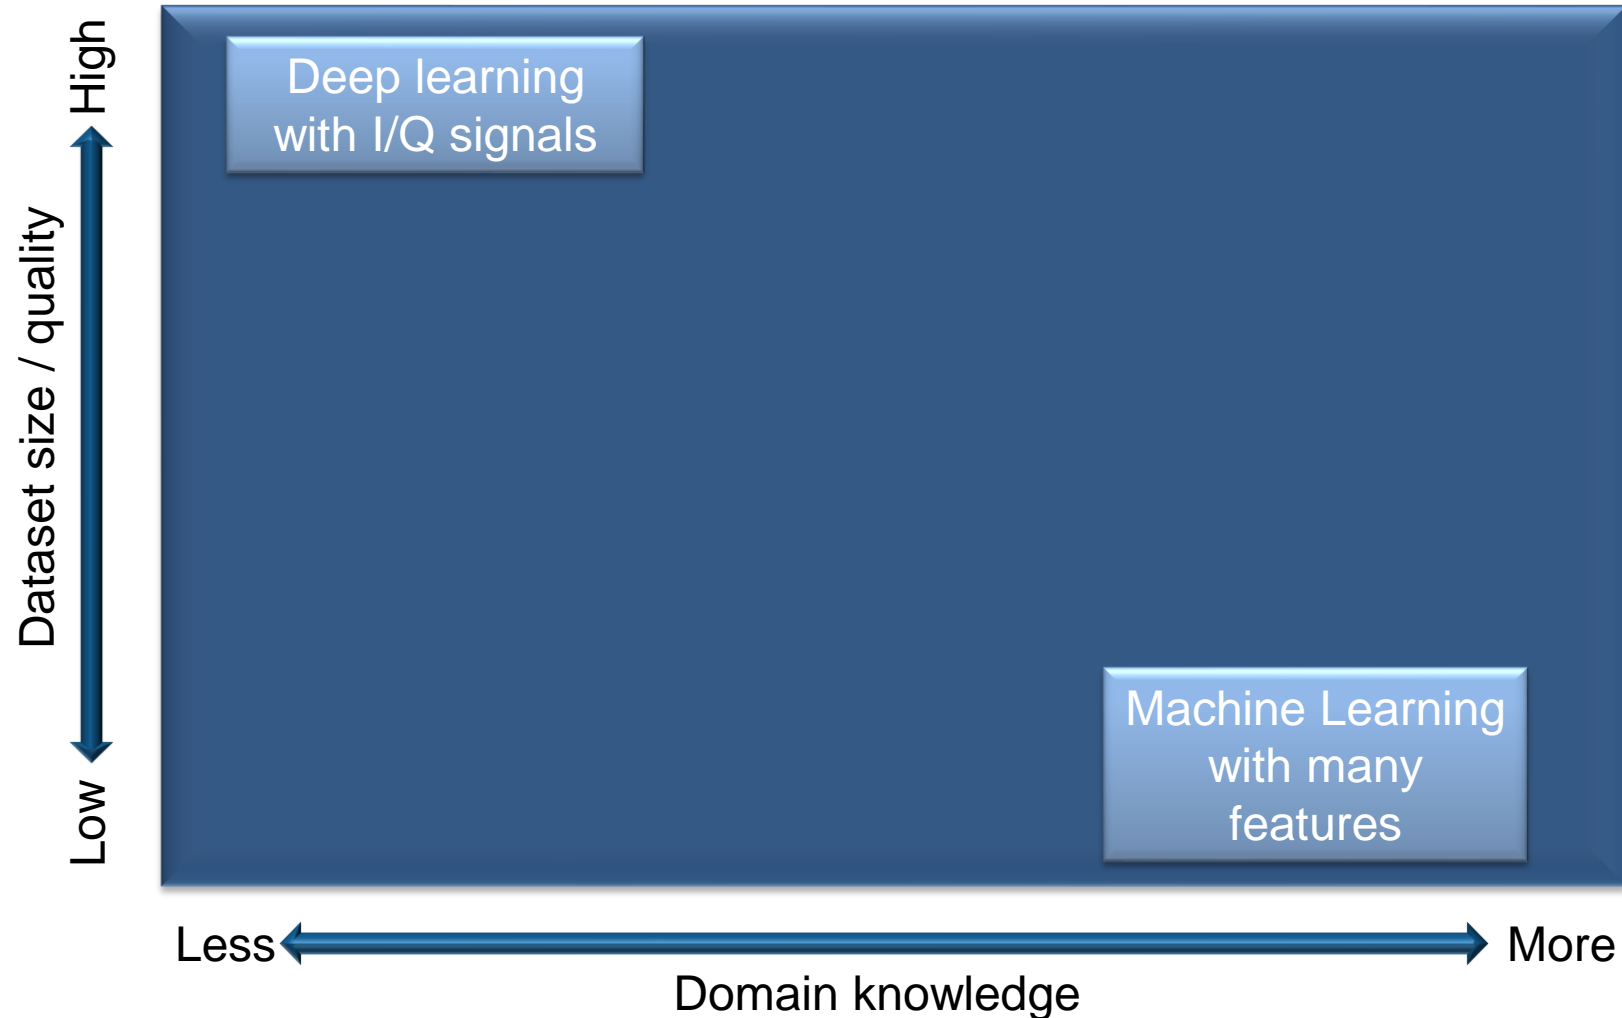 High
Dataset size / quality
Low
Deep learning
with I/Q signals
Machine Learning
with many
features
Less
More
Domain knowledge